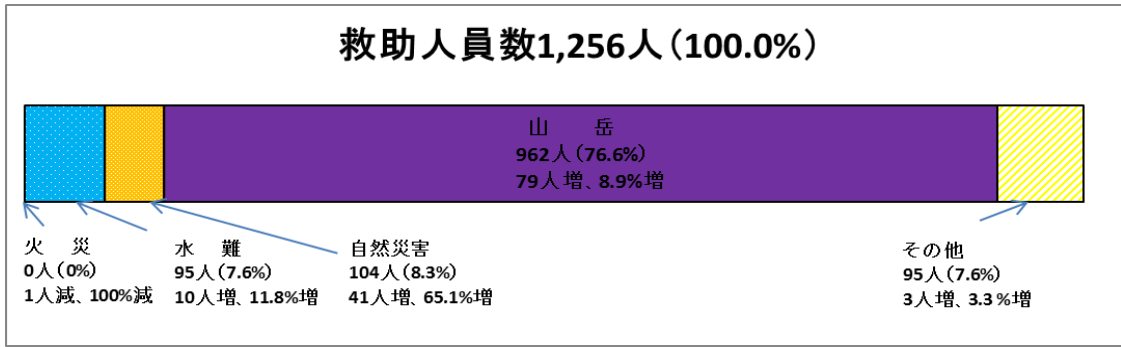 救助人員数1,256人(100.0%)
山　岳
962人(76.6%)
79人増、8.9%増
火　災
0人(0%)
1人減、100%減
水　難
95人(7.6%)
10人増、11.8%増
自然災害
104人(8.3%)
41人増、65.1%増
その他
95人(7.6%)
3人増、3.3%増